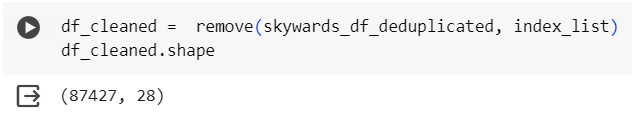 df_cleaned =  remove(skywards_df_deduplicated, index_list)
df_cleaned.shape
(87427, 28)